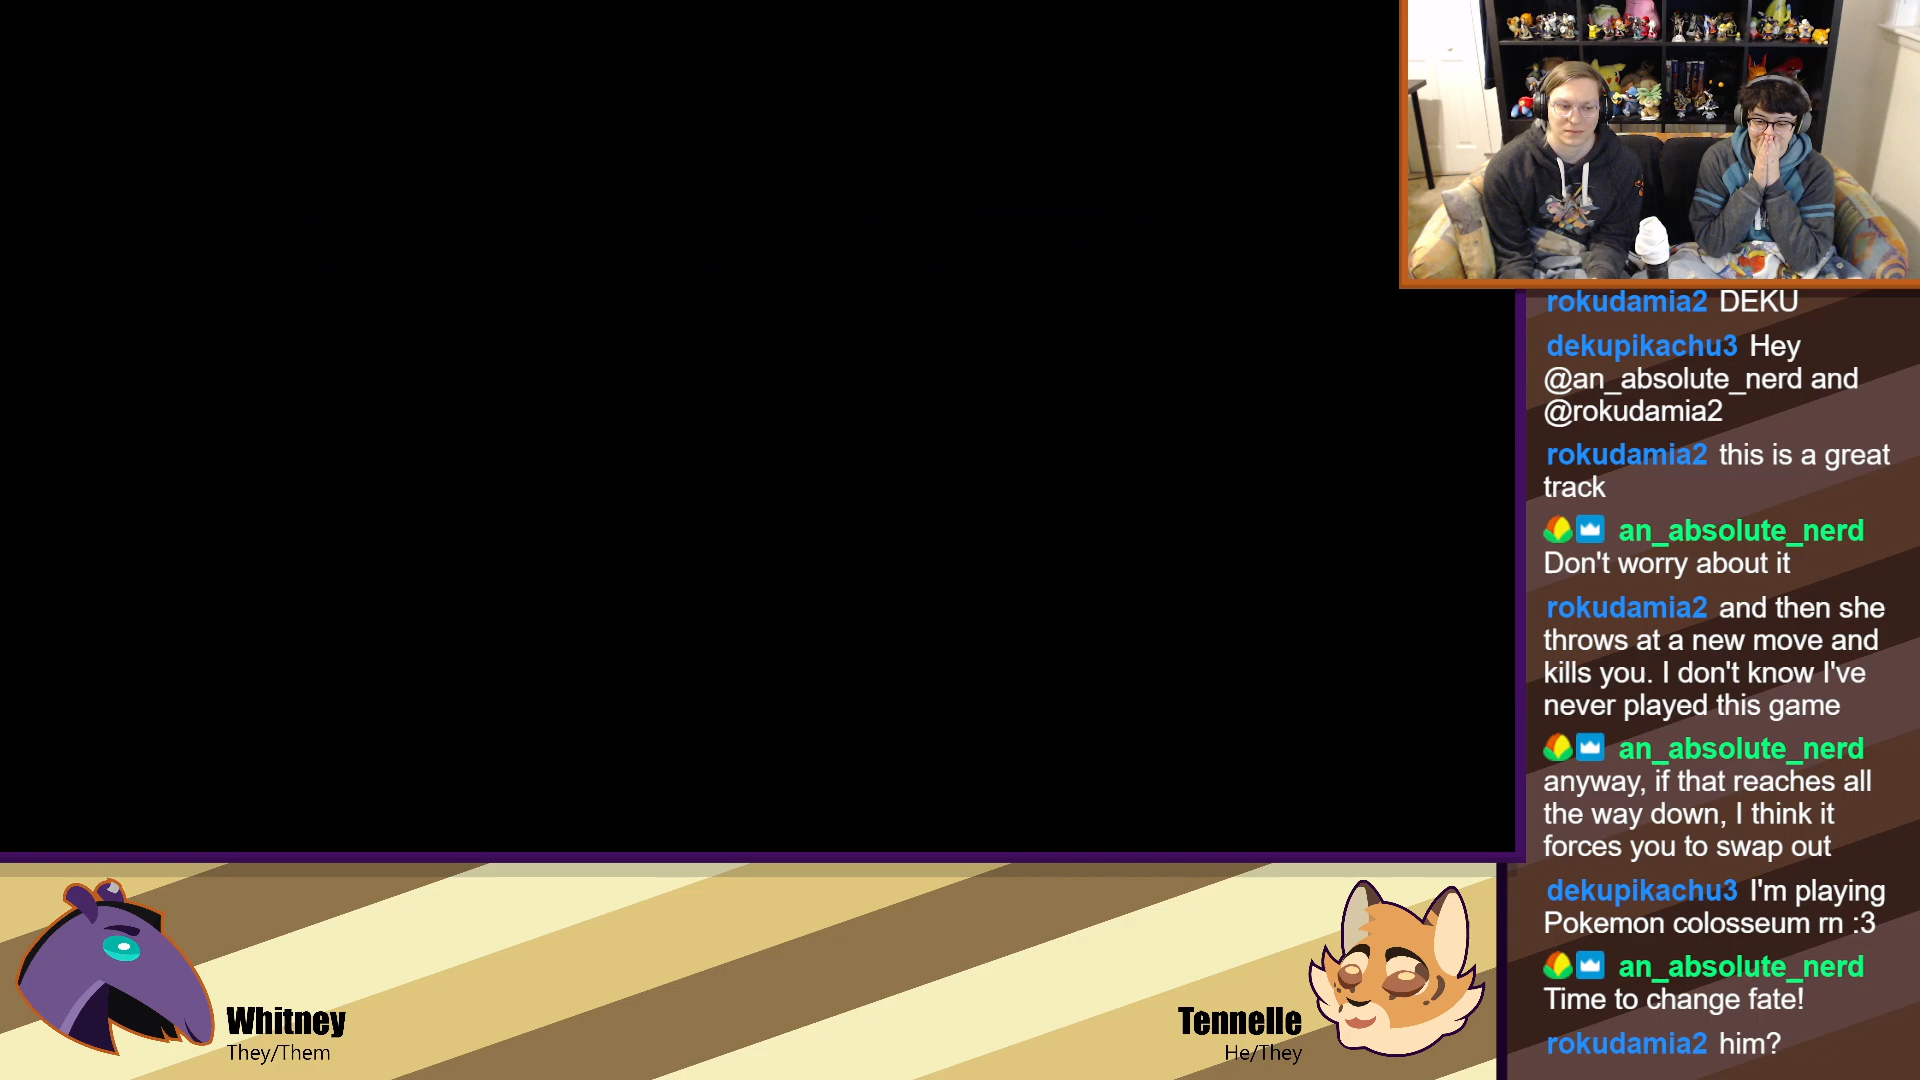 rokudamia2 DEKU
dekupikachu3 Hey
@an_absolute_nerd and
@rokudamia2
rokudamia2 this is a great
track
an_absolute_nerd
Don't worry about it
rokudamia2 and then she
throws at a new move and
kills you. I don't know I've
never played this game
an_absolute_nerd
anyway, if that reaches all
the way down, I think it
forces you to swap out
dekupikachu3 I'm playing
Pokemon colosseum rn :3
an_absolute_nerd
Time to change fate!
rokudamia2 him?
Whitney
They/Them
Tennelle
He/They